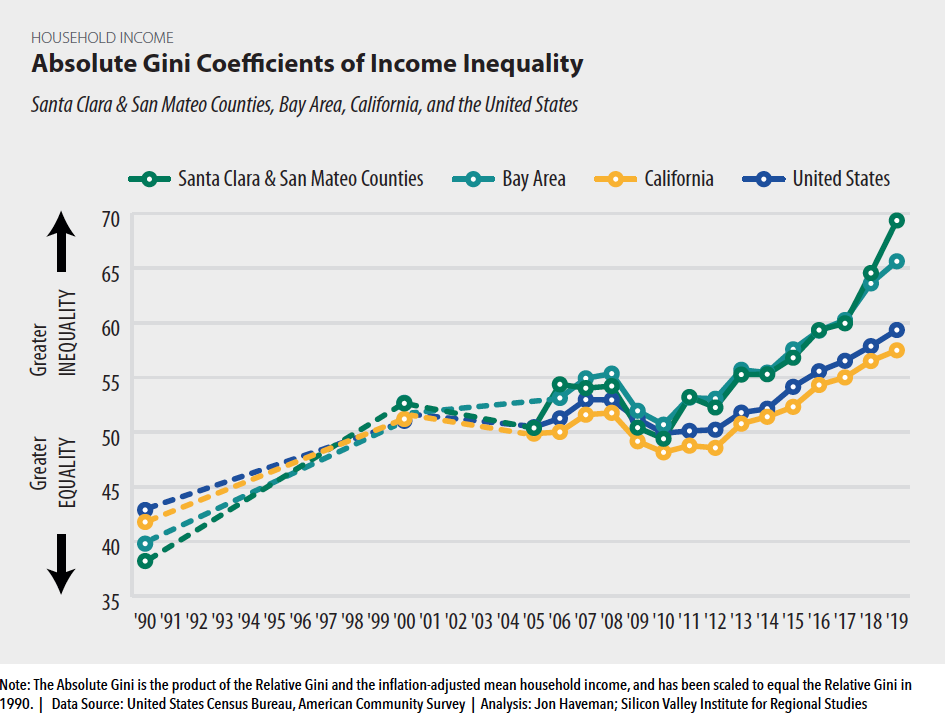 HOUSEHOLD INCOME
Absolute Gini Coefficients of Income Inequality
Santa Clara & San Mateo Counties, Bay Area, California, and the United States
Santa Clara & San Mateo Counties Bay Area California United States
70
65
60
55
50
45
40
35
Greater
INEQUALITY
Greater
EQUALITY
'90 '91 '92 '93 '94 '95 '96 '97 '98 '99 '00 '01 '02 '03 '04 '05 '06 '07 '08 '09 '10 '11 '12 '13 '14 '15 '16 '17 '18 '19
Note: The Absolute Gini is the product of the Relative Gini and the inflation-adjusted mean household income, and has been scaled to equal the Relative Gini in
1990. | Data Source: United States Census Bureau, American Community Survey | Analysis: Jon Haveman; Silicon Valley Institute for Regional Studies